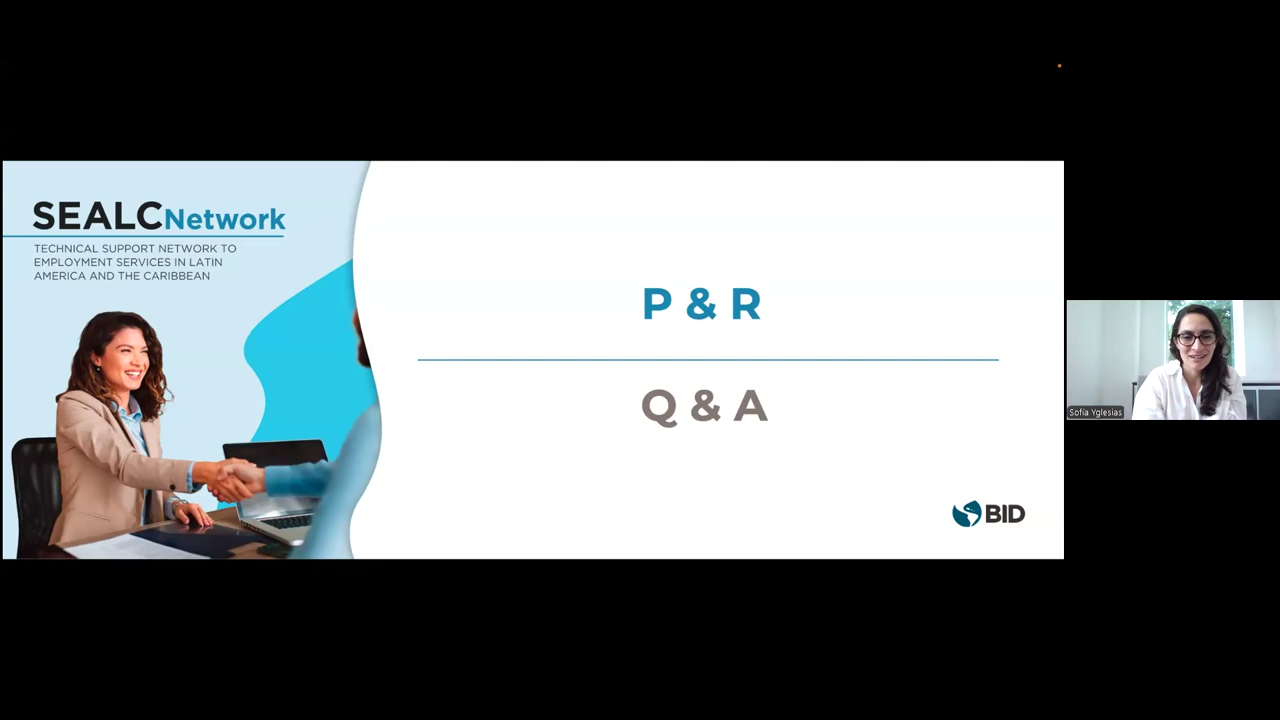 SEALCNetwork
TECHNICAL SUPPORT NETWORK TO
EMPLOYMENT SERVICES IN LATIN
AMERICA AND THE CARIBBEAN
P & R
Q & A
BID
Sofía Yglesias